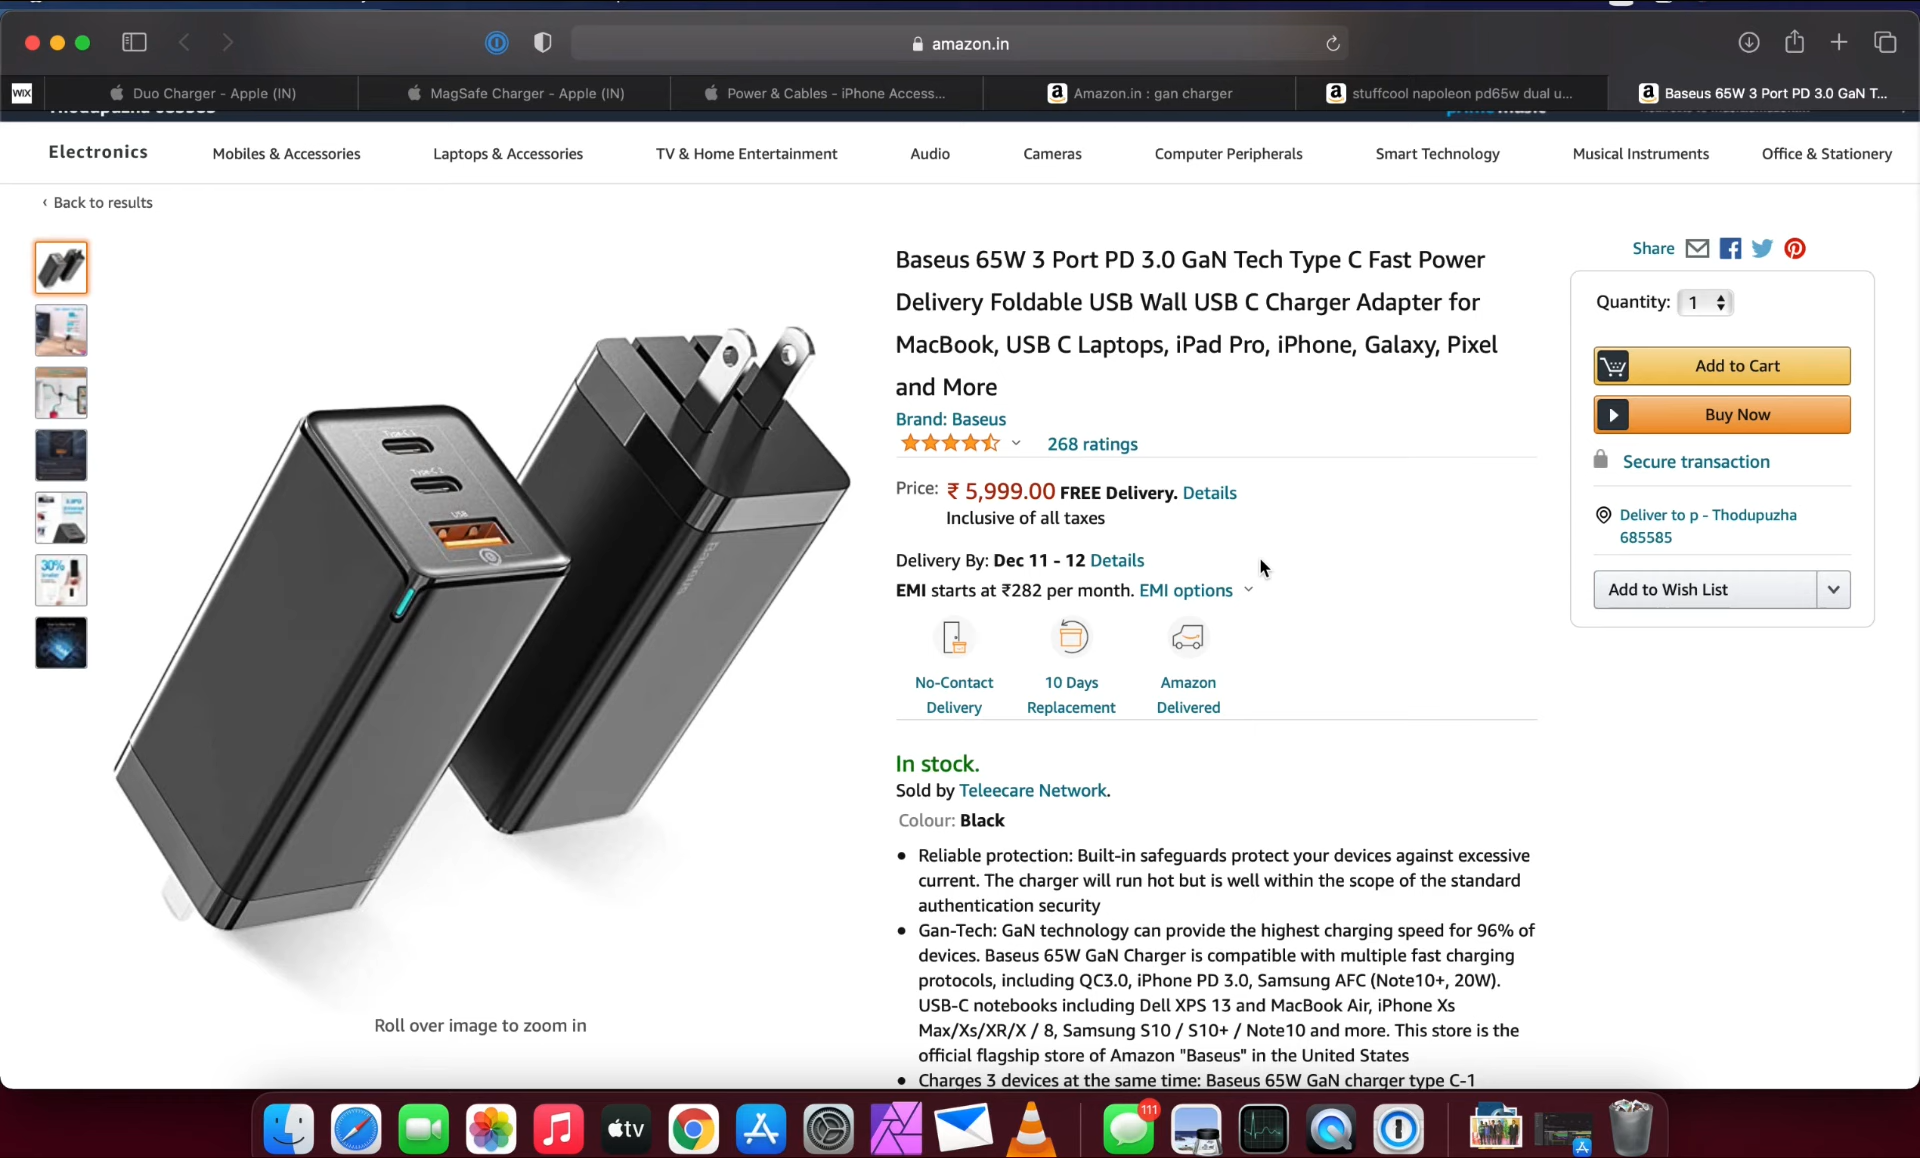 amazon.in
WIX
Duo Charger - Apple (IN)
MagSafe Charger - Apple (IN)
Power & Cables - iPhone Access...
Amazon.in : gan charger
stuffcool napoleon pd65w dual u...
Baseus 65W 3 Port PD 3.0 GaN T...
Electronics
Mobiles & Accessories
Laptops & Accessories
TV & Home Entertainment
Audio
Cameras
Computer Peripherals
Smart Technology
Musical Instruments
Office & Stationery
‹ Back to results
Baseus 65W 3 Port PD 3.0 GaN Tech Type C Fast Power
Delivery Foldable USB Wall USB C Charger Adapter for
MacBook, USB C Laptops, iPad Pro, iPhone, Galaxy, Pixel
and More
Brand: Baseus
268 ratings
Price: ₹ 5,999.00 FREE Delivery. Details
Inclusive of all taxes
Delivery By: Dec 11 - 12 Details
EMI starts at ₹282 per month. EMI options
No-Contact
Delivery
10 Days
Replacement
Amazon
Delivered
In stock.
Sold by Teleecare Network.
Colour: Black
• Reliable protection: Built-in safeguards protect your devices against excessive
current. The charger will run hot but is well within the scope of the standard
authentication security
• Gan-Tech: GaN technology can provide the highest charging speed for 96% of
devices. Baseus 65W GaN Charger is compatible with multiple fast charging
protocols, including QC3.0, iPhone PD 3.0, Samsung AFC (Note10+, 20W).
USB-C notebooks including Dell XPS 13 and MacBook Air, iPhone Xs
Max/Xs/XR/X / 8, Samsung S10 / S10+ / Note10 and more. This store is the
official flagship store of Amazon "Baseus" in the United States
• Charges 3 devices at the same time: Baseus 65W GaN charger type C-1
Share
Quantity: 1
Add to Cart
Buy Now
Secure transaction
Deliver to p - Thodupuzha
685585
Add to Wish List
30%
USB
Baseus
Roll over image to zoom in
tv
111